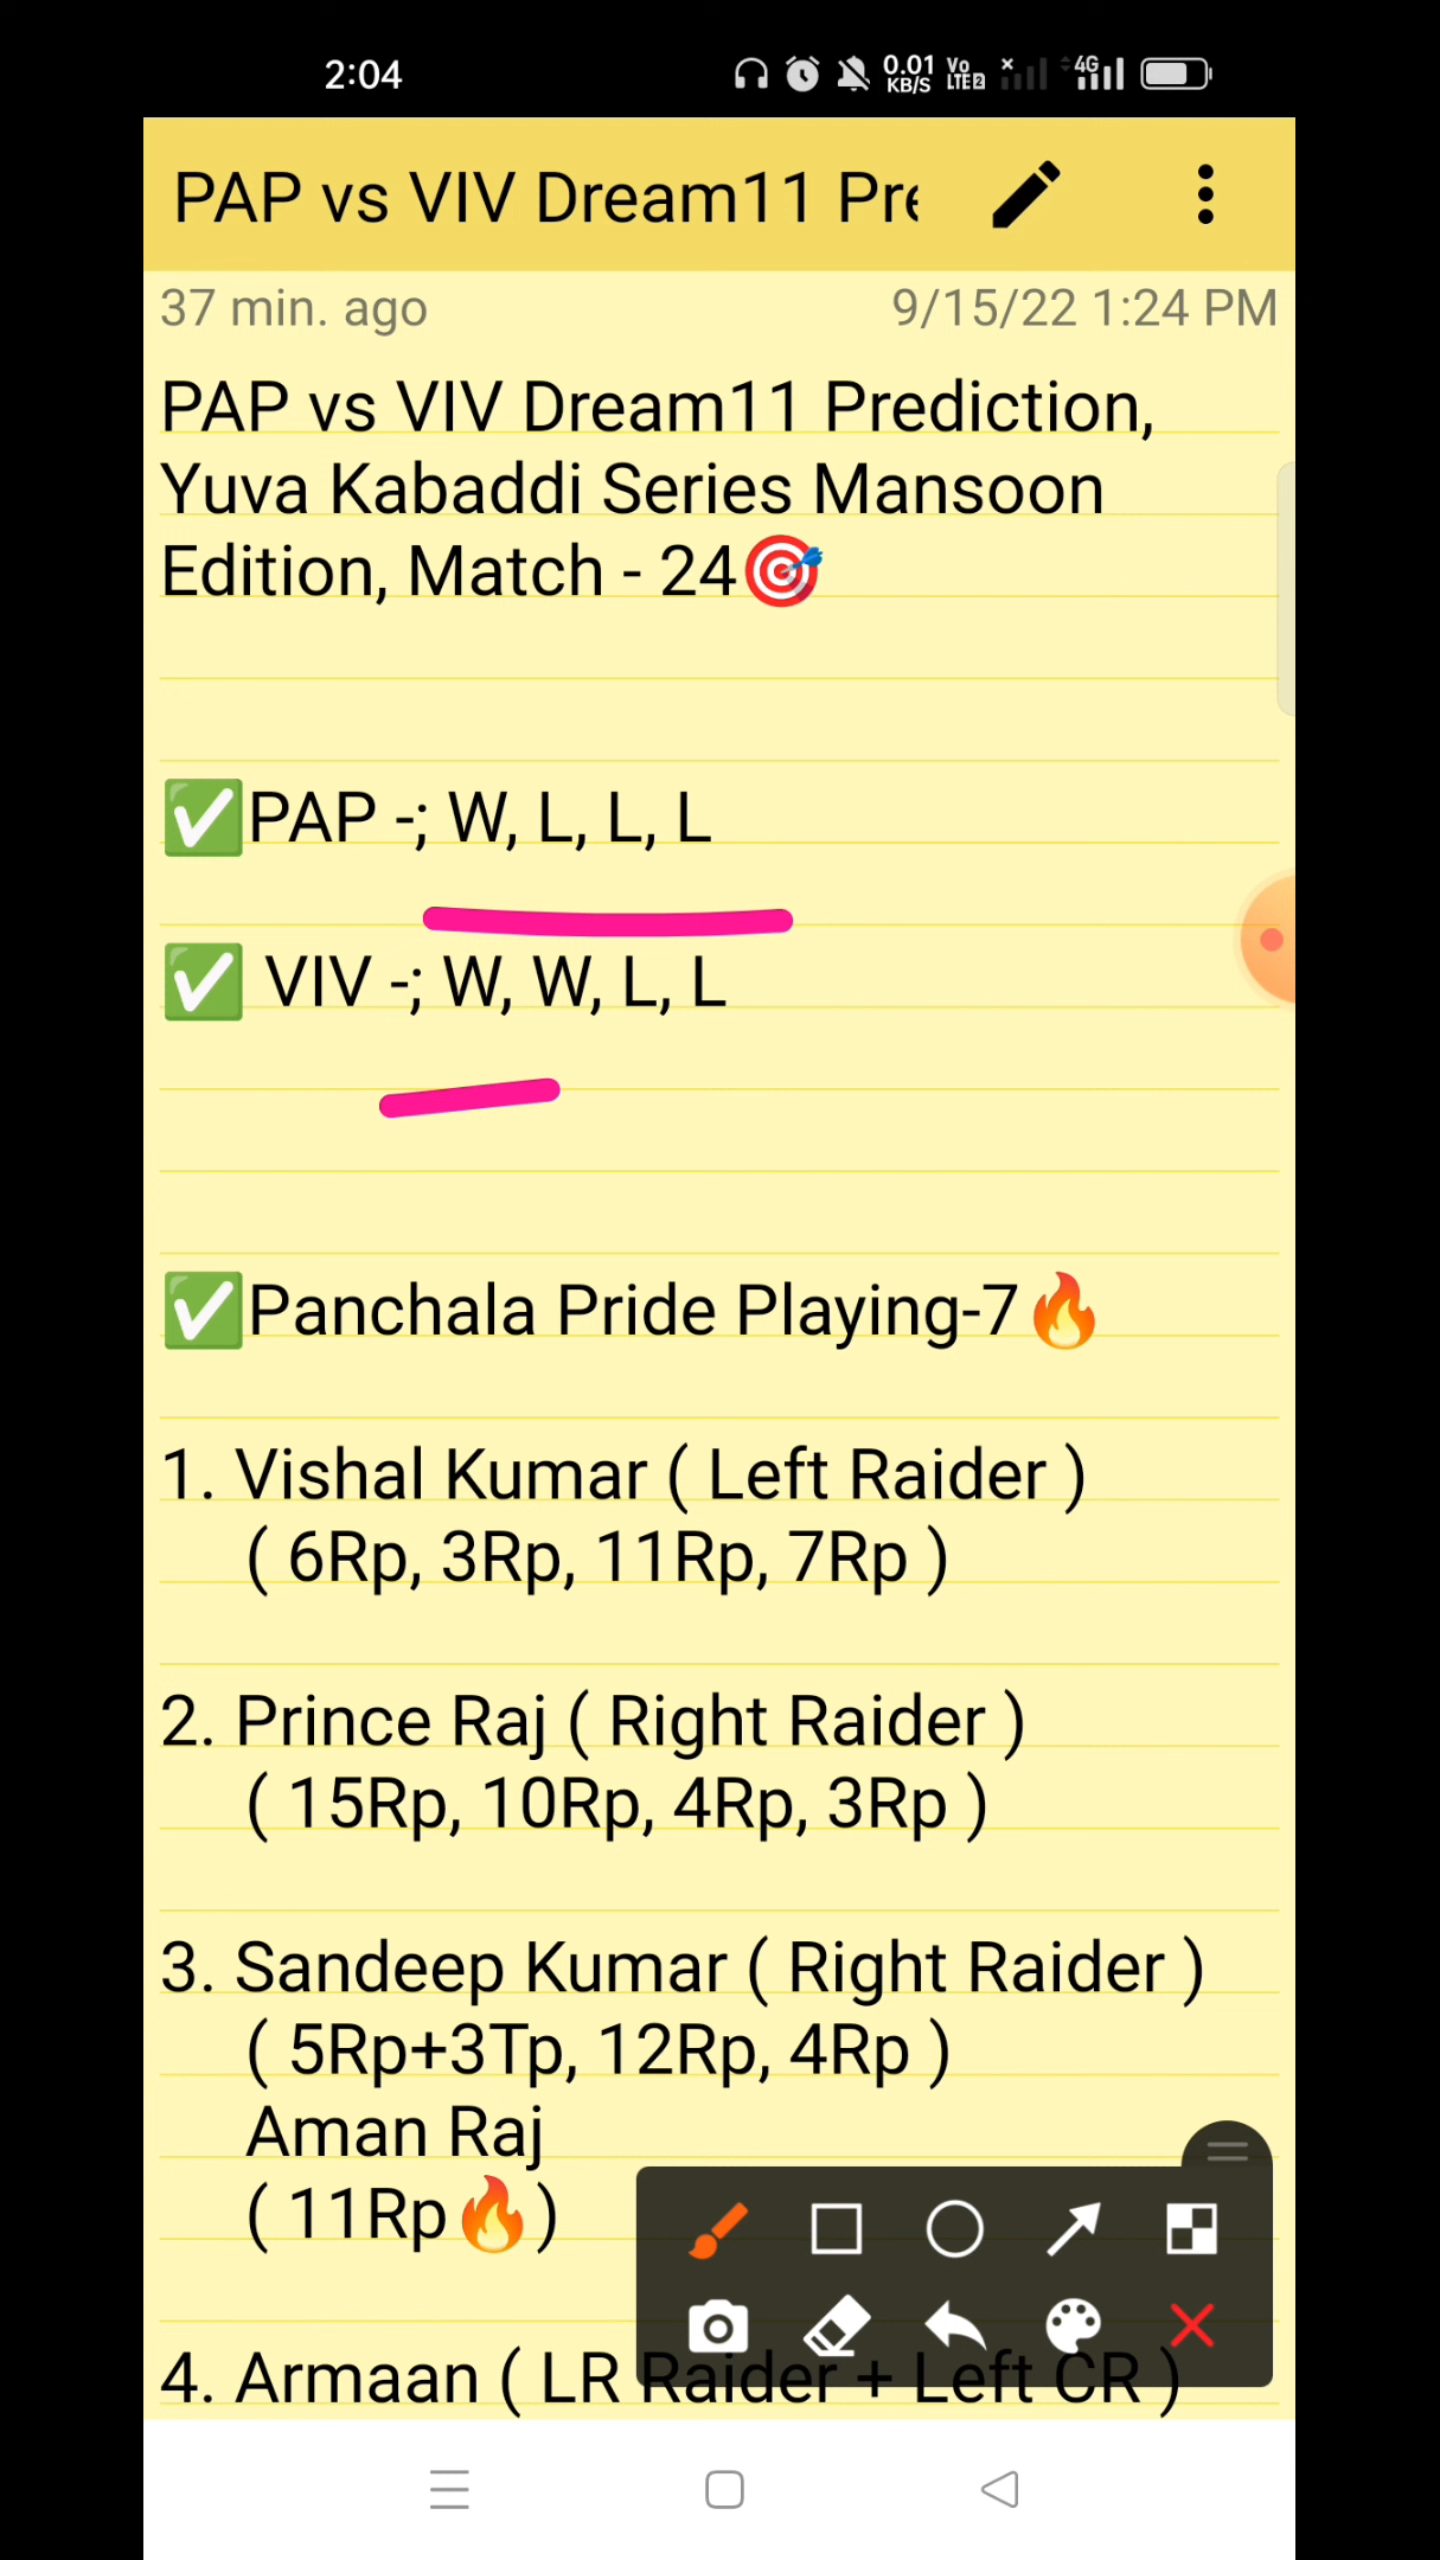 2:04
0.01 KB/S Vo LTE2 4G
PAP vs VIV Dream11 Pre
37 min. ago 9/15/22 1:24 PM
PAP vs VIV Dream11 Prediction,
Yuva Kabaddi Series Mansoon
Edition, Match - 24🎯
✅PAP -; W, L, L, L
✅ VIV -; W, W, L, L
✅Panchala Pride Playing-7🔥
1. Vishal Kumar ( Left Raider )
( 6Rp, 3Rp, 11Rp, 7Rp )
2. Prince Raj ( Right Raider )
( 15Rp, 10Rp, 4Rp, 3Rp )
3. Sandeep Kumar ( Right Raider )
( 5Rp+3Tp, 12Rp, 4Rp )
Aman Raj
( 11Rp🔥)
4. Armaan ( LR Raider + Left CR )